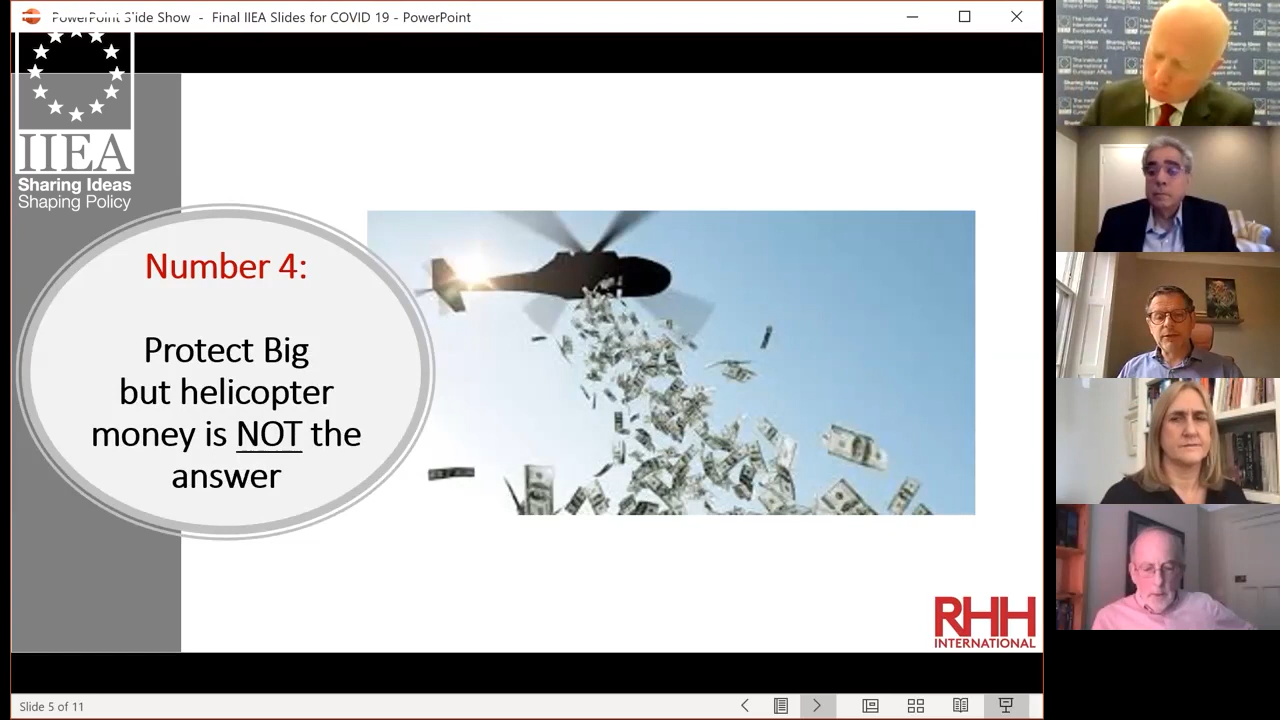 PowerPoint Slide Show - Final IIEA Slides for COVID 19 - PowerPoint
IIEA
Sharing Ideas
Shaping Policy
Number 4:
Protect Big
but helicopter
money is NOT the
answer
RHH
INTERNATIONAL
Slide 5 of 11